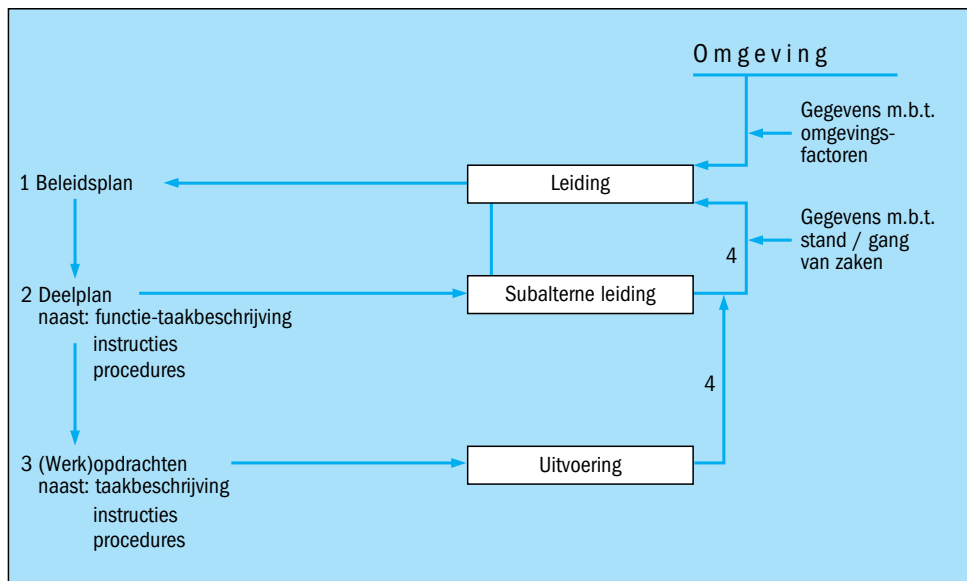 Omgeving
Gegevens m.b.t.
omgevings-
factoren
1 Beleidsplan
Leiding
Gegevens m.b.t.
stand / gang
van zaken
4
2 Deelplan
naast: functie-taakbeschrijving
instructies
procedures
Subalterne leiding
4
3 (Werk)opdrachten
naast: taakbeschrijving
instructies
procedures
Uitvoering